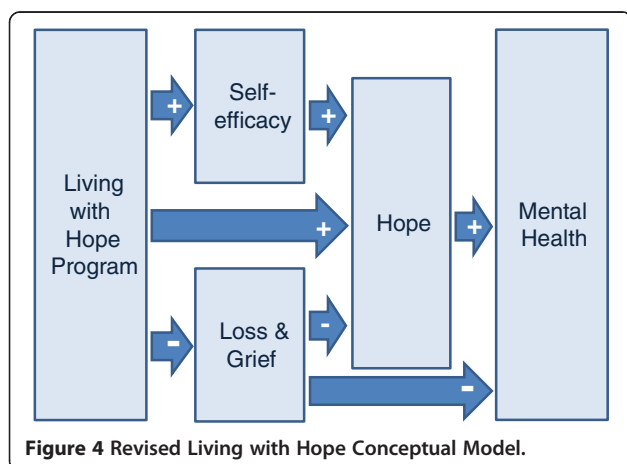 Living
with
Hope
Program
+
Self-
efficacy
+
+
-
Loss &
Grief
-
Hope
+
-
Mental
Health
Figure 4 Revised Living with Hope Conceptual Model.